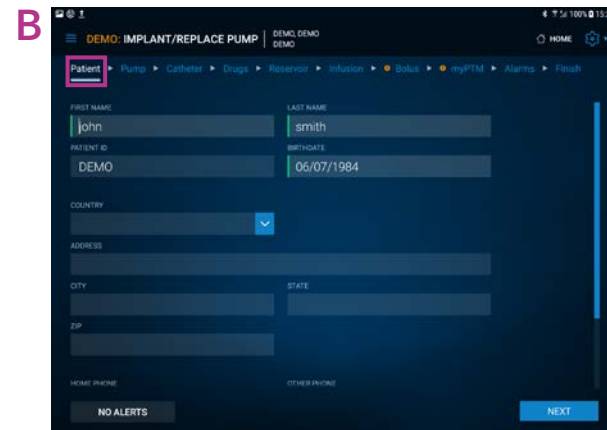 B
100% 15:
DEMO: IMPLANT/REPLACE PUMP | DEMO, DEMO
DEMO
HOME
Patient ▸ Pump ▸ Catheter ▸ Drugs ▸ Reservoir ▸ Infusion ▸ Bolus ▸ myPTM ▸ Alarms ▸ Finish
FIRST NAME LAST NAME
john smith
PATIENT ID BIRTHDATE
DEMO 06/07/1984
COUNTRY
ADDRESS
CITY STATE
ZIP
HOME PHONE OTHER PHONE
NO ALERTS NEXT